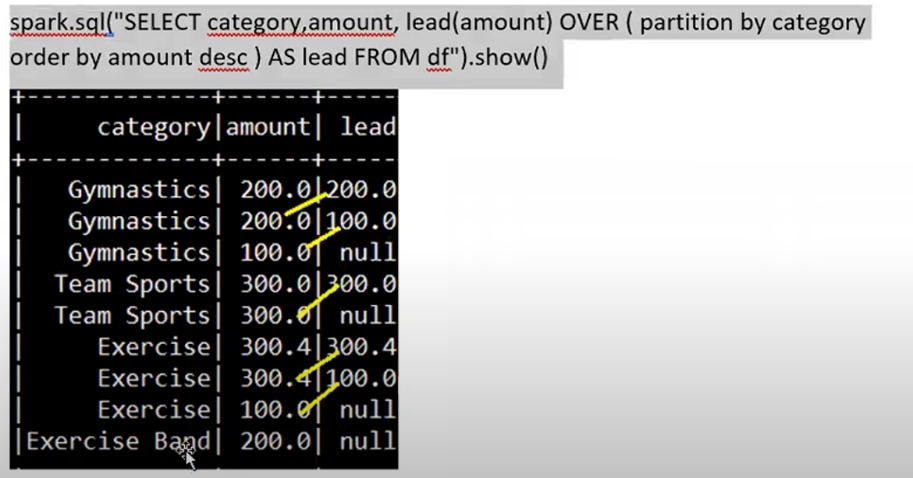 spark.sql("SELECT category,amount, lead(amount) OVER ( partition by category
order by amount desc ) AS lead FROM df").show()
+-------------+------+-----
|     category|amount| lead
+-------------+------+-----
|   Gymnastics| 200.0|200.0
|   Gymnastics| 200.0|100.0
|   Gymnastics| 100.0| null
|  Team Sports| 300.0|300.0
|  Team Sports| 300.0| null
|     Exercise| 300.4|300.4
|     Exercise| 300.4|100.0
|     Exercise| 100.0| null
|Exercise Band| 200.0| null